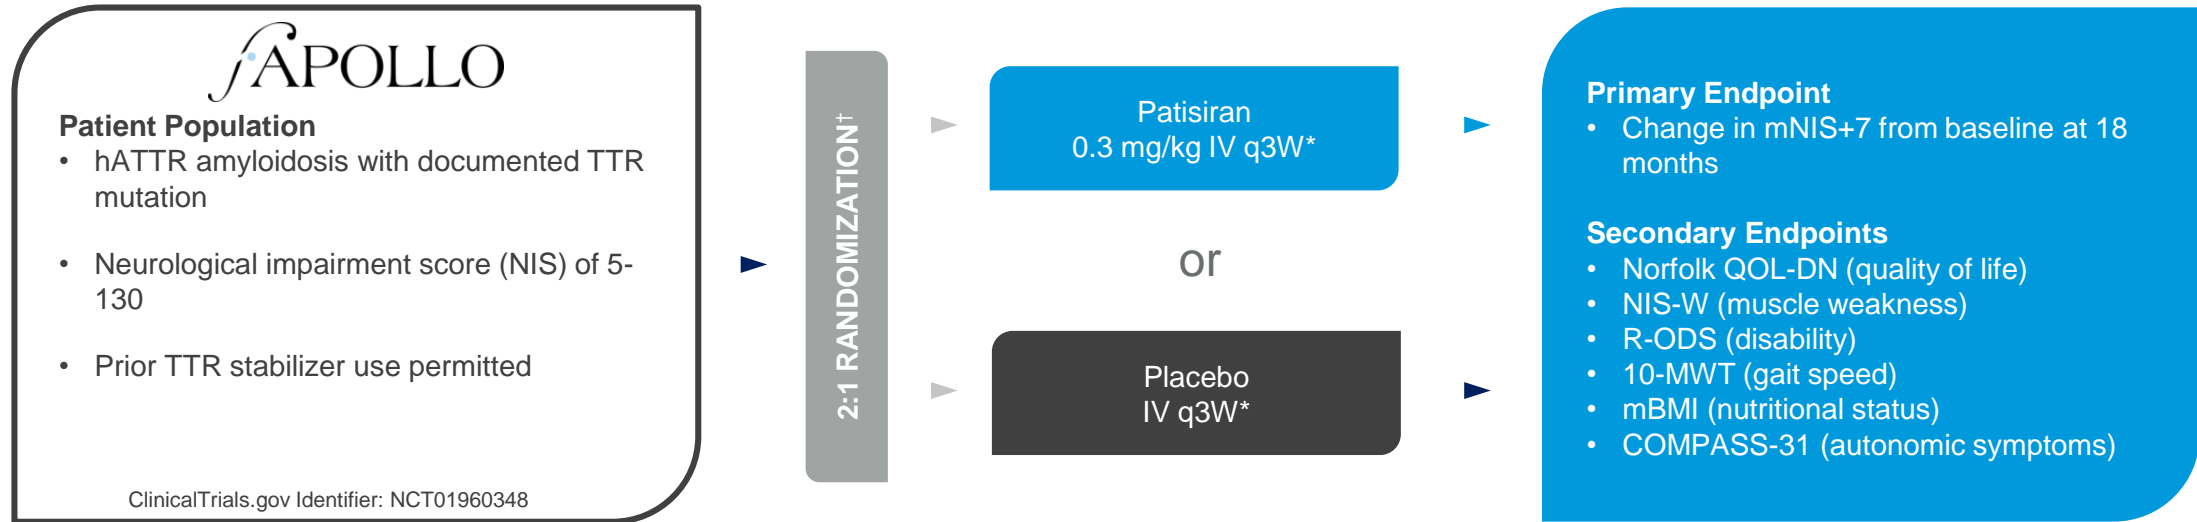 APOLLO
Patient Population
• hATTR amyloidosis with documented TTR
mutation
• Neurological impairment score (NIS) of 5-
130
• Prior TTR stabilizer use permitted
ClinicalTrials.gov Identifier: NCT01960348
2:1 RANDOMIZATION†
Patisiran
0.3 mg/kg IV q3W*
or
Placebo
IV q3W*
Primary Endpoint
• Change in mNIS+7 from baseline at 18
months
Secondary Endpoints
• Norfolk QOL-DN (quality of life)
• NIS-W (muscle weakness)
• R-ODS (disability)
• 10-MWT (gait speed)
• mBMI (nutritional status)
• COMPASS-31 (autonomic symptoms)